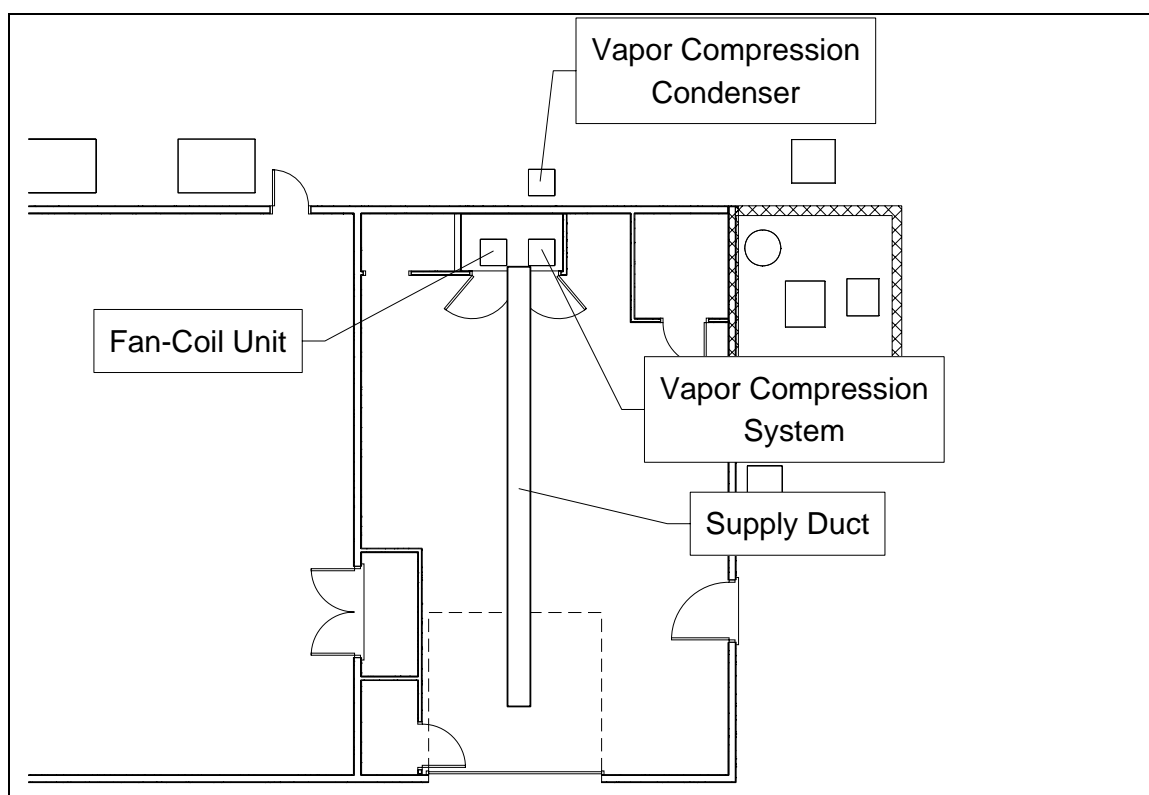 Vapor Compression
Condenser
Fan-Coil Unit
Vapor Compression
System
Supply Duct